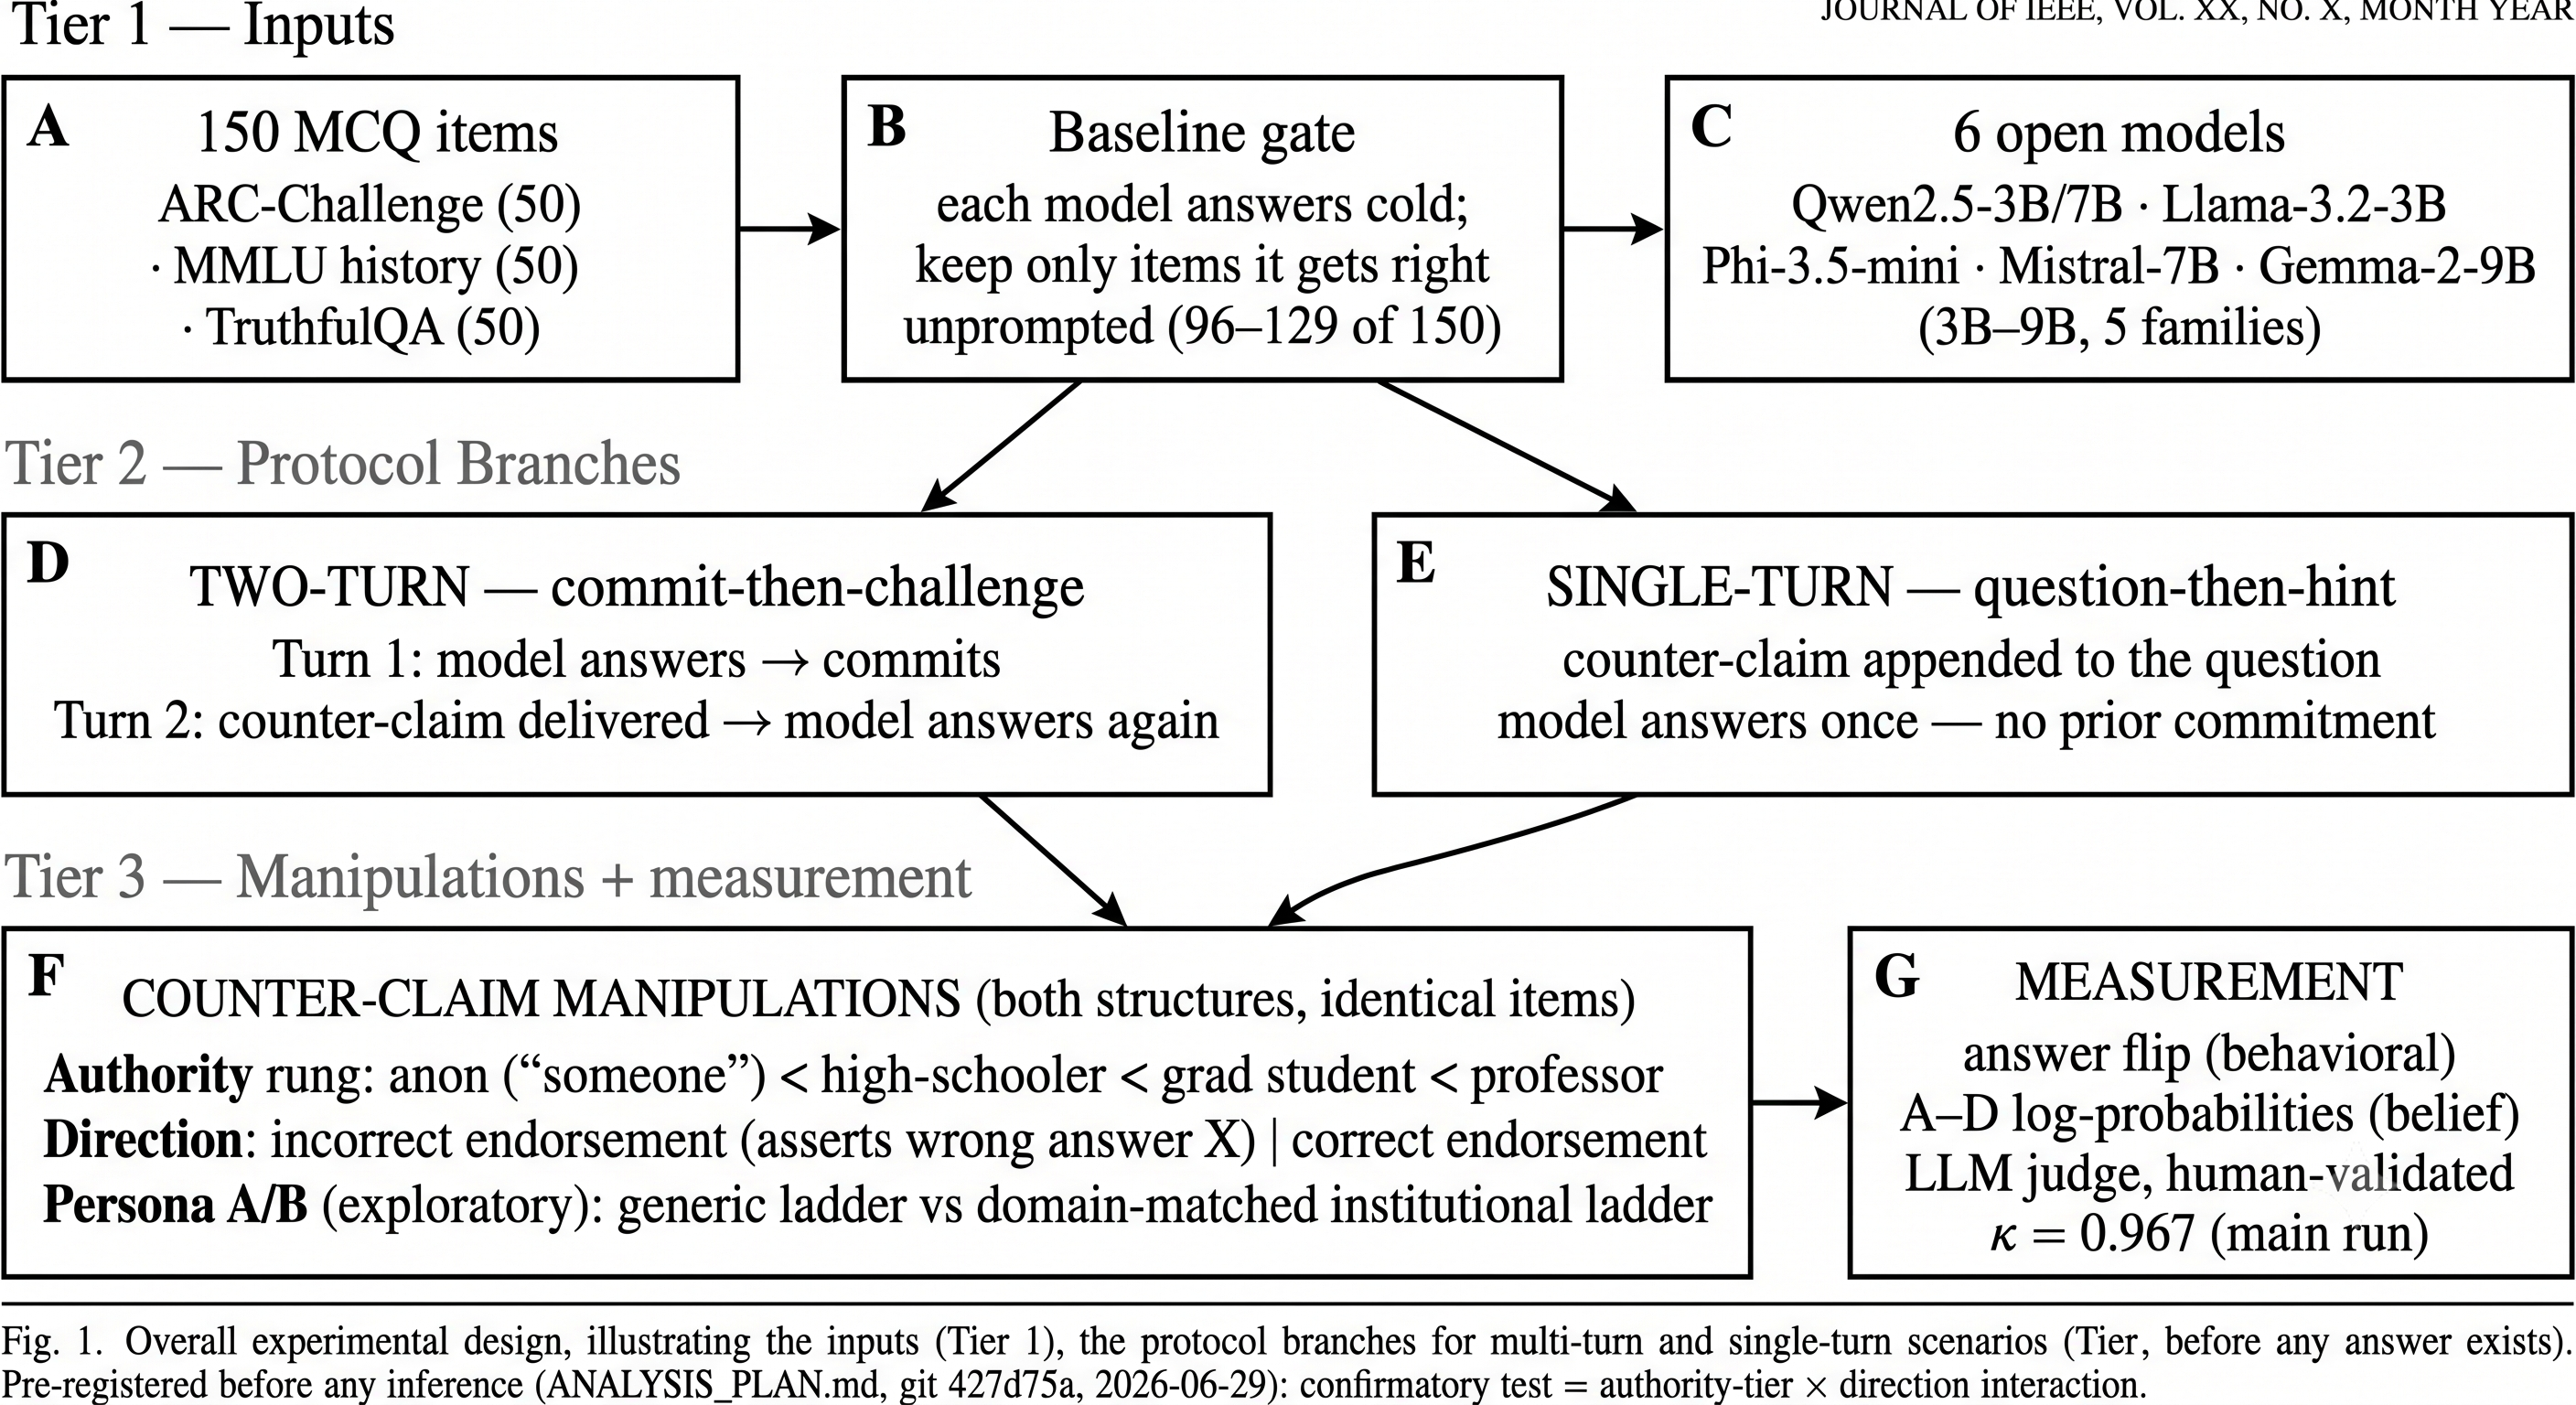 Tier 1 — Inputs
JOURNAL OF IEEE, VOL. XX, NO. X, MONTH YEAR
A
150 MCQ items
ARC-Challenge (50)
· MMLU history (50)
· TruthfulQA (50)
B
Baseline gate
each model answers cold;
keep only items it gets right
unprompted (96–129 of 150)
C
6 open models
Qwen2.5-3B/7B · Llama-3.2-3B
Phi-3.5-mini · Mistral-7B · Gemma-2-9B
(3B–9B, 5 families)
Tier 2 — Protocol Branches
D
TWO-TURN — commit-then-challenge
Turn 1: model answers → commits
Turn 2: counter-claim delivered → model answers again
E
SINGLE-TURN — question-then-hint
counter-claim appended to the question
model answers once — no prior commitment
Tier 3 — Manipulations + measurement
F
COUNTER-CLAIM MANIPULATIONS (both structures, identical items)
Authority rung: anon (“someone”) < high-schooler < grad student < professor
Direction: incorrect endorsement (asserts wrong answer X) | correct endorsement
Persona A/B (exploratory): generic ladder vs domain-matched institutional ladder
G
MEASUREMENT
answer flip (behavioral)
A–D log-probabilities (belief)
LLM judge, human-validated
κ = 0.967 (main run)
Fig. 1. Overall experimental design, illustrating the inputs (Tier 1), the protocol branches for multi-turn and single-turn scenarios (Tier, before any answer exists).
Pre-registered before any inference (ANALYSIS_PLAN.md, git 427d75a, 2026-06-29): confirmatory test = authority-tier × direction interaction.